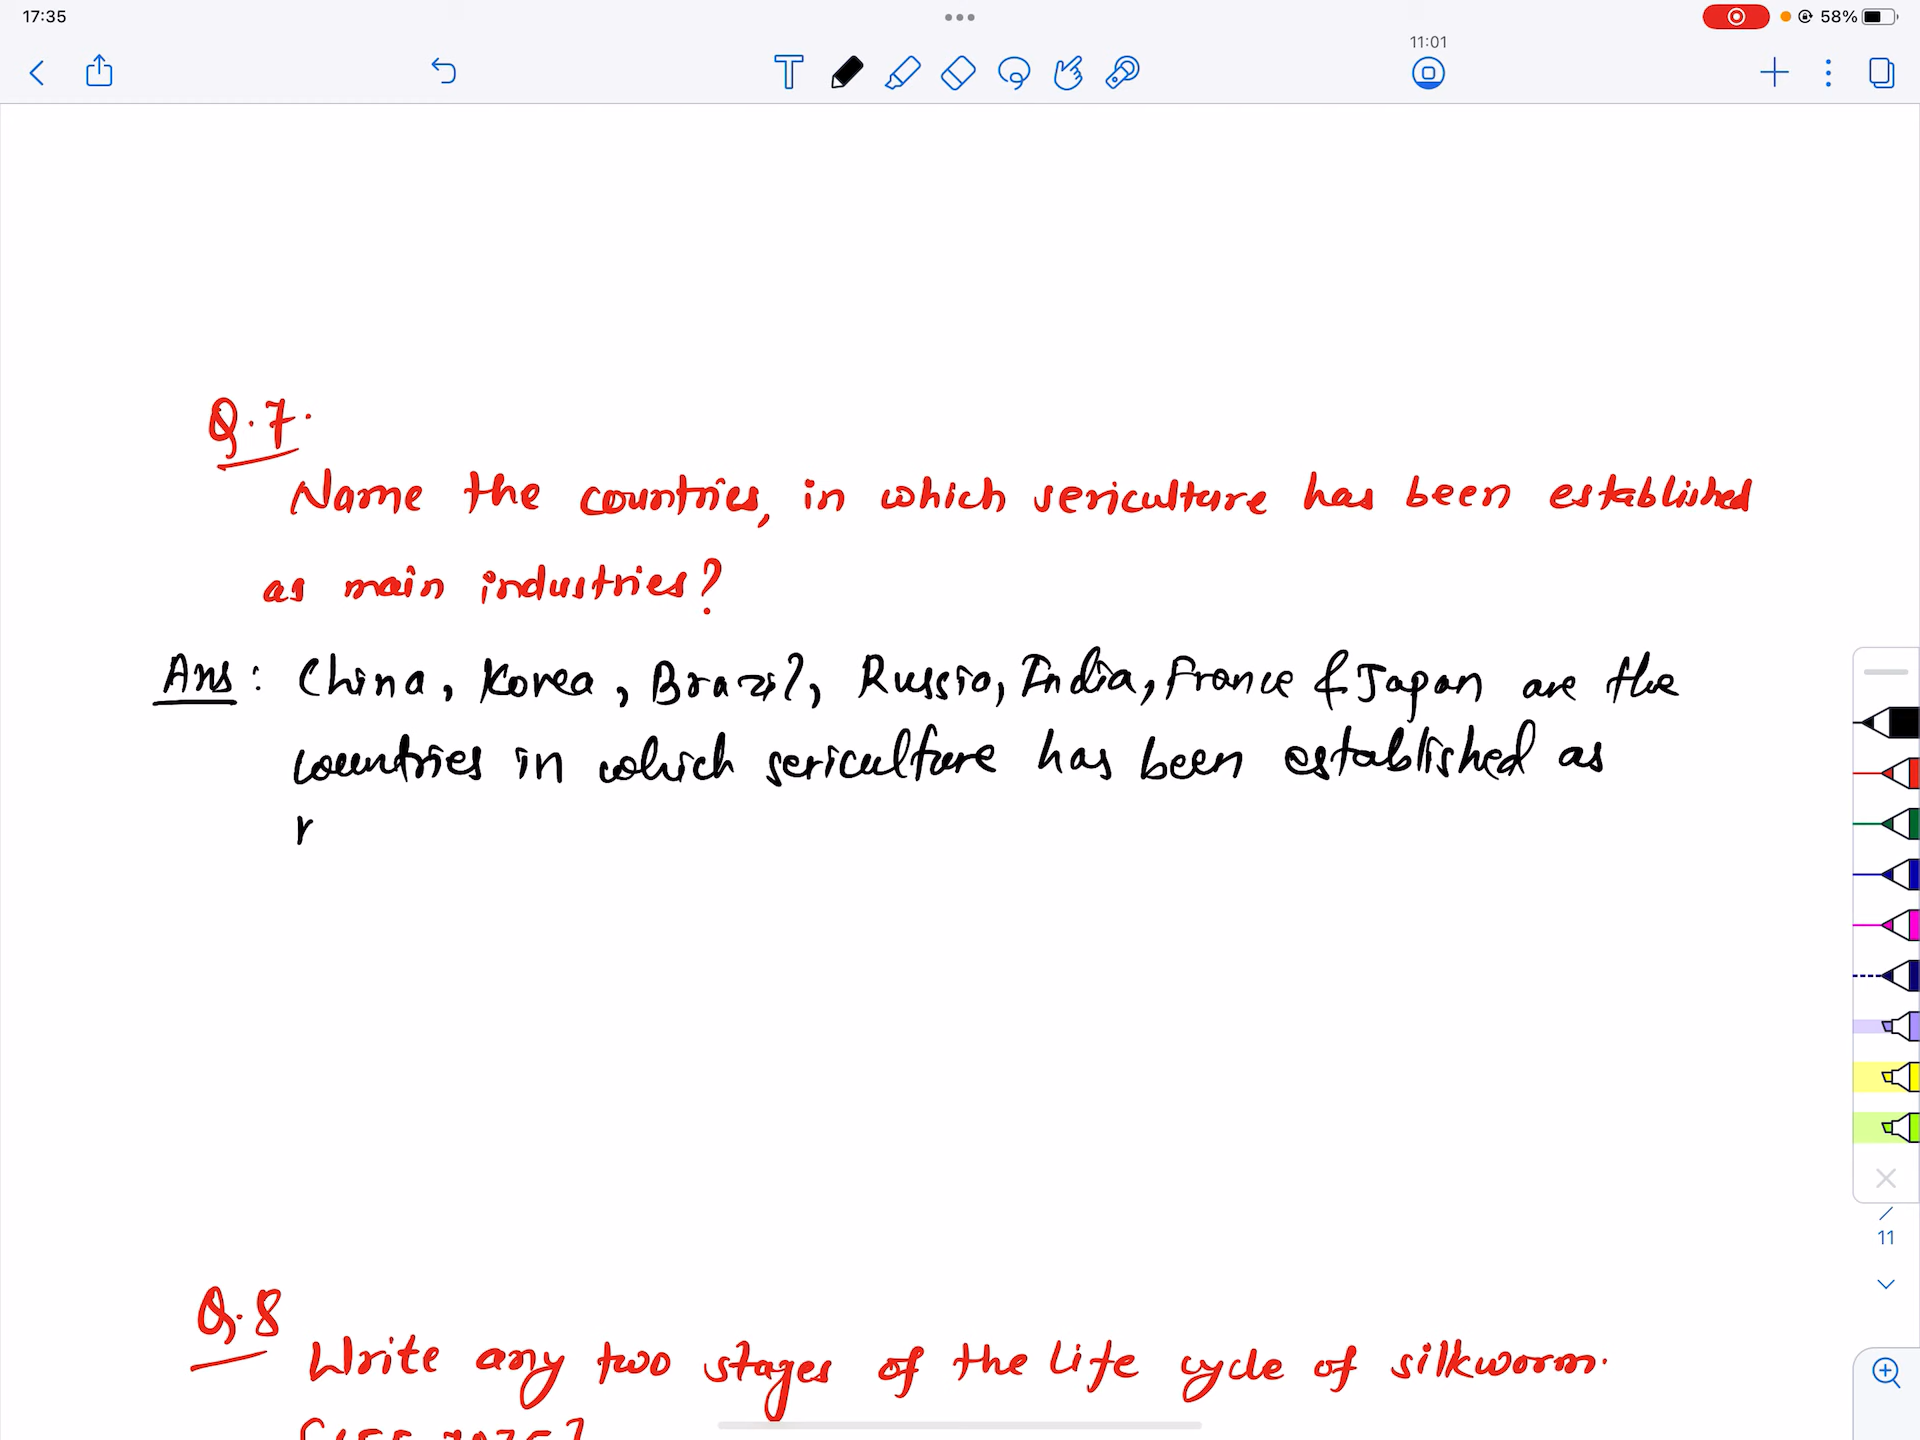 17:35
58%
11:01
Q.7.
Name the countries, in which sericulture has been established
as main industries?
Ans: China, Korea, Brazil, Russia, India, France & Japan are the
countries in which sericulture has been established as
Q.8
Write any two stages of the life cycle of silkworm.
11